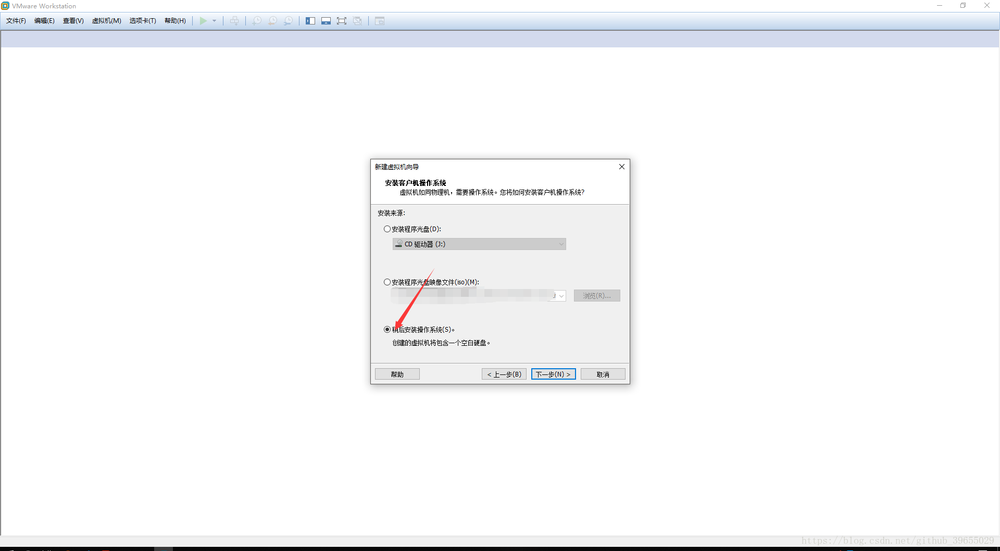 VMware Workstation
文件(F) 编辑(E) 查看(V) 虚拟机(M) 选项卡(T) 帮助(H)
新建虚拟机向导
安装客户机操作系统
虚拟机如同物理机，需要操作系统。您将如何安装客户机操作系统?
安装来源:
安装程序光盘(D):
CD 驱动器 (J:)
安装程序光盘映像文件(iso)(M):
浏览(R)...
稍后安装操作系统(S)。
创建的虚拟机将包含一个空白硬盘。
帮助 < 上一步(B) 下一步(N) > 取消
https://blog.csdn.net/github_39655029